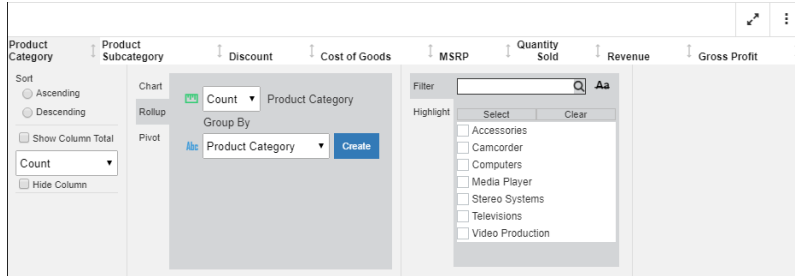 Product Category
Product Subcategory
Discount
Cost of Goods
MSRP
Quantity Sold
Revenue
Gross Profit
Sort
Ascending
Descending
Show Column Total
Count
Hide Column
Chart
Rollup
Pivot
Count
Product Category
Group By
Abc
Product Category
Create
Filter
Aa
Highlight
Select
Clear
Accessories
Camcorder
Computers
Media Player
Stereo Systems
Televisions
Video Production